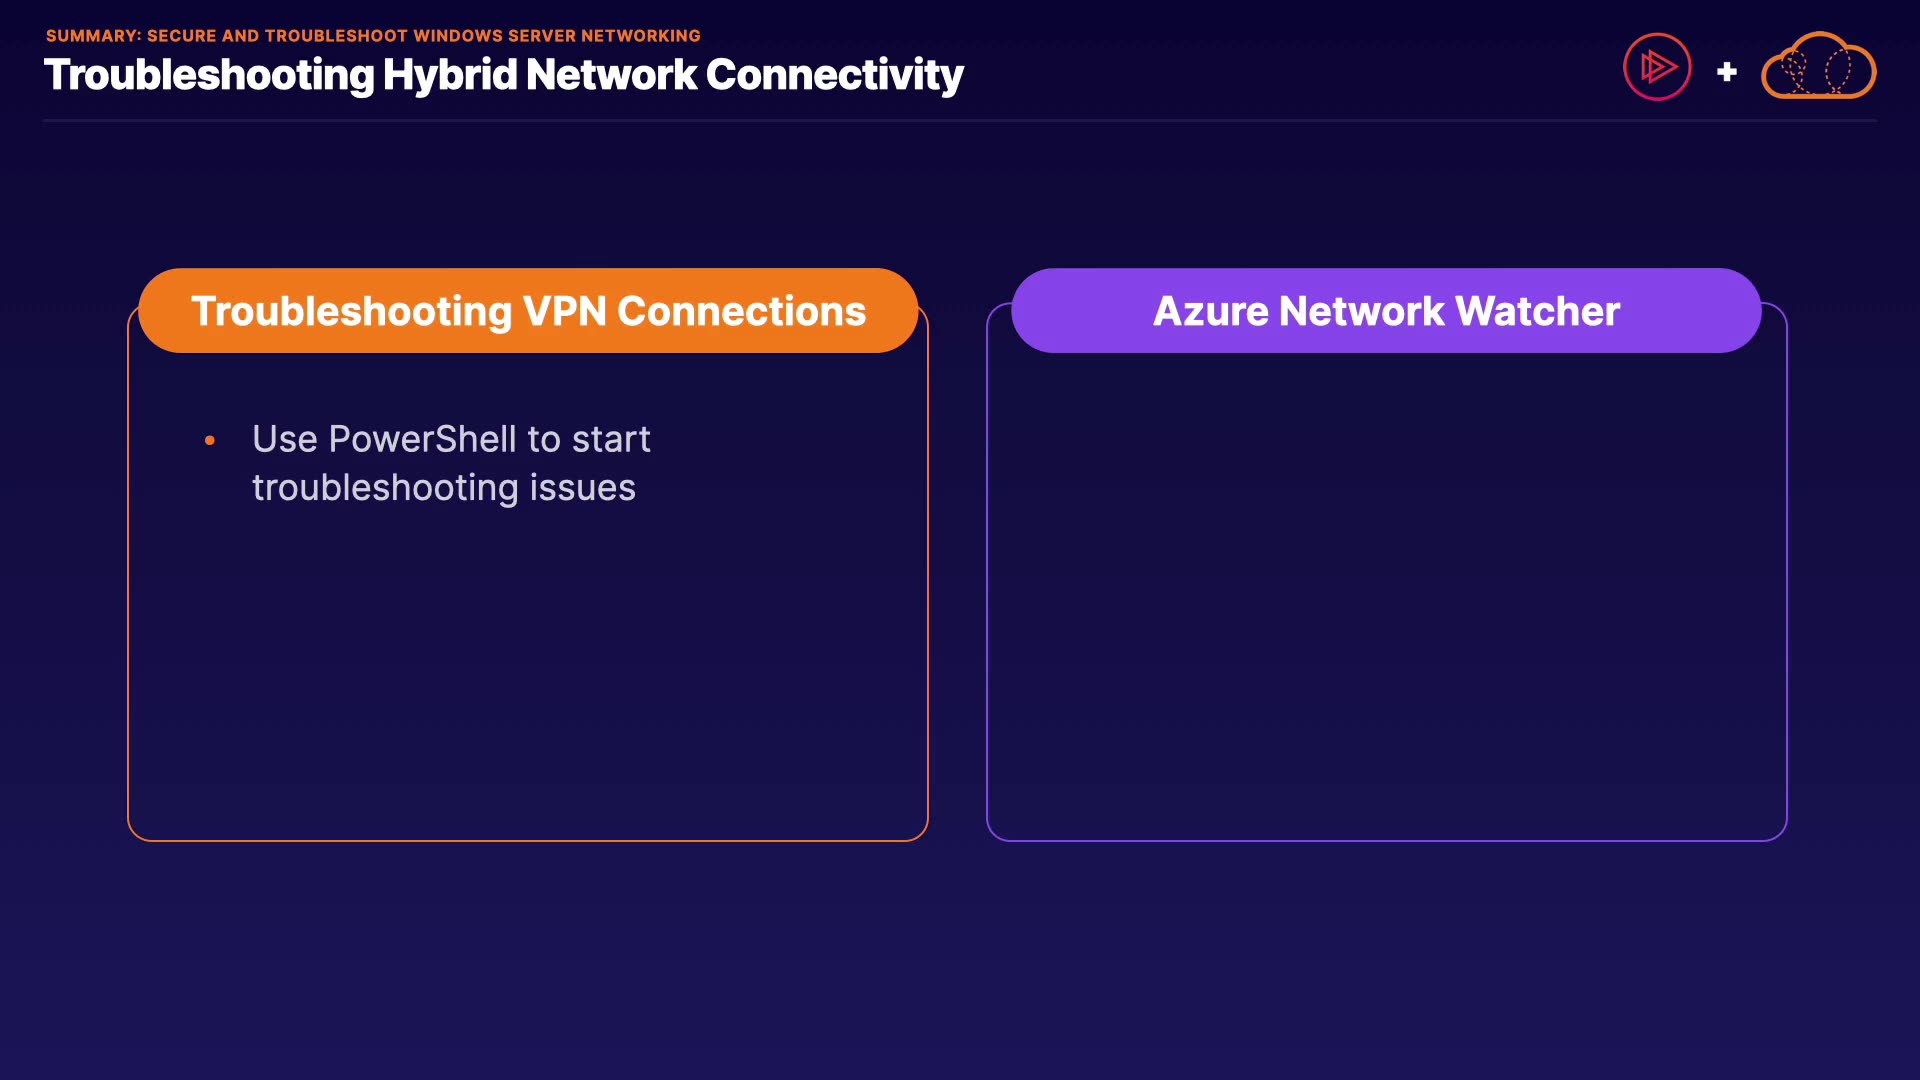 SUMMARY: SECURE AND TROUBLESHOOT WINDOWS SERVER NETWORKING
Troubleshooting Hybrid Network Connectivity
+
Troubleshooting VPN Connections
• Use PowerShell to start
troubleshooting issues
Azure Network Watcher